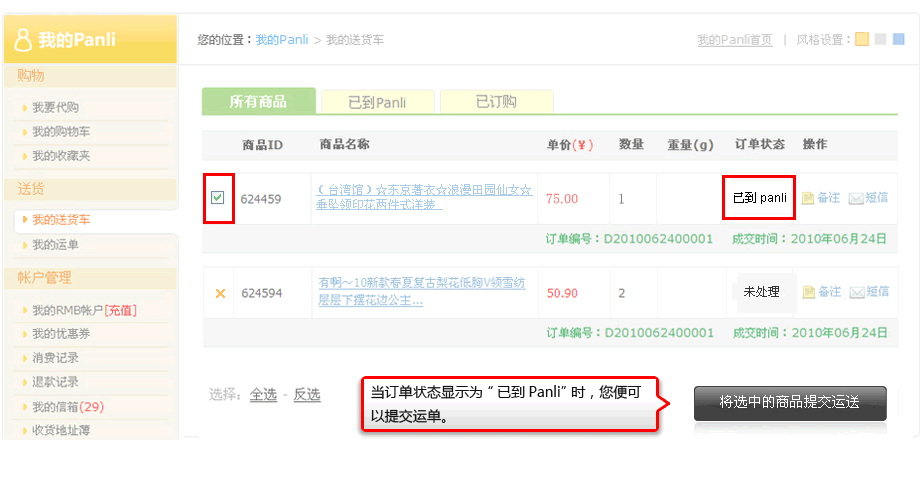 我的Panli
您的位置：我的Panli > 我的送货车
我的Panli首页 | 风格设置：
购物
我要代购
我的购物车
我的收藏夹
送货
我的送货车
我的运单
帐户管理
我的RMB帐户[充值]
我的优惠券
消费记录
退款记录
我的信箱(29)
收货地址薄
所有商品 已到Panli 已订购
商品ID 商品名称 单价(￥) 数量 重量(g) 订单状态 操作
624459 （台湾馆）☆东京著衣☆浪漫田园仙女☆ 75.00 1 已到 panli 备注 短信
垂坠领印花两件式洋装..
订单编号：D2010062400001 成交时间：2010年06月24日
624594 有啊～10新款春夏复古梨花低胸V领雪纺 50.90 2 未处理 备注 短信
层层下摆花边公主...
订单编号：D2010062400001 成交时间：2010年06月24日
选择： 全选 - 反选
当订单状态显示为“已到 Panli”时，您便可
以提交运单。
将选中的商品提交运送